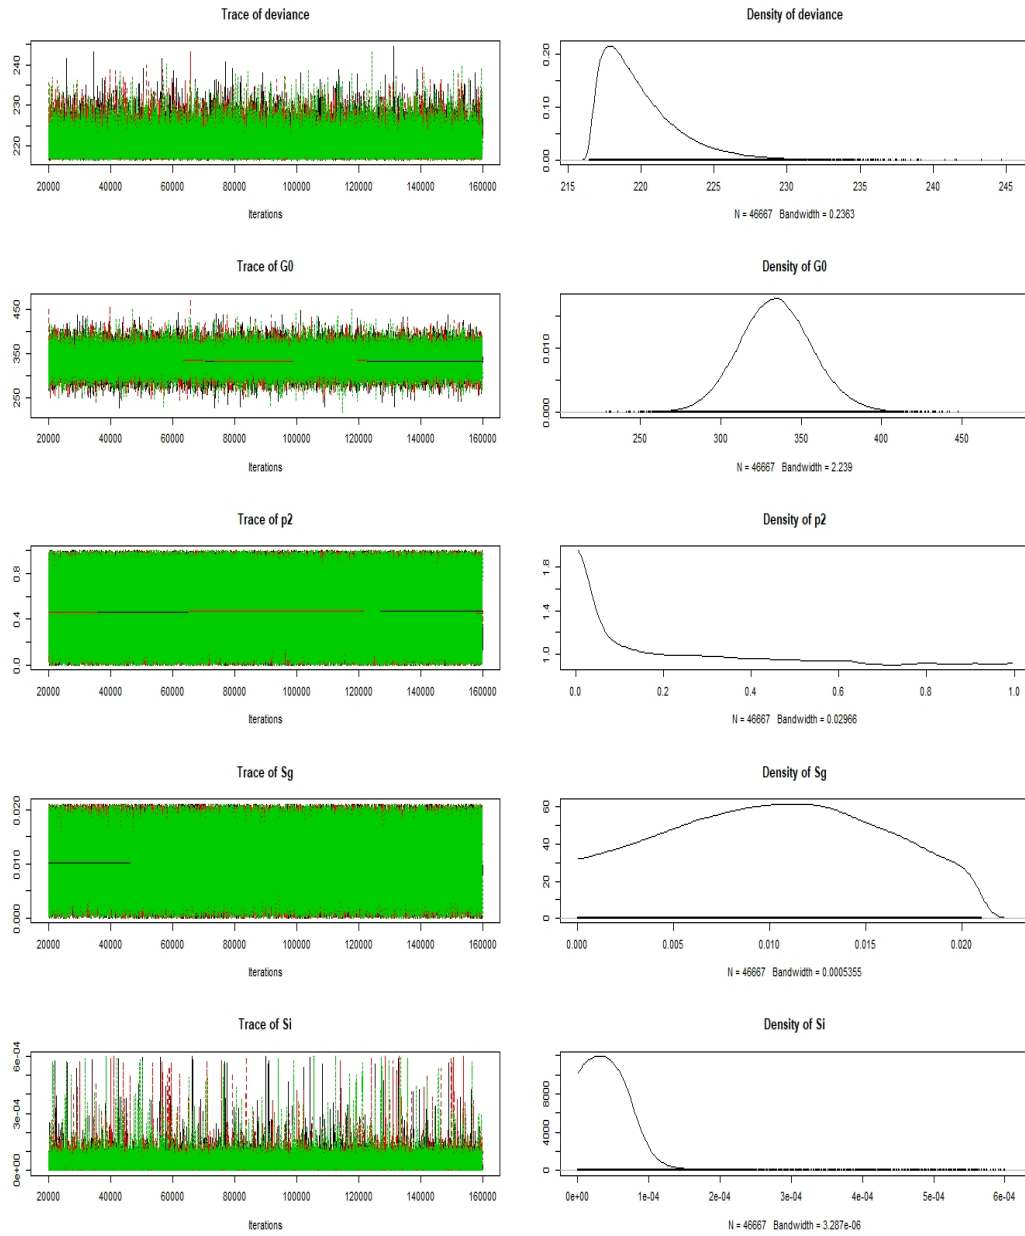 Trace of deviance
220 230 240
20000 40000 60000 80000 100000 120000 140000 160000
Iterations
Density of deviance
0.00 0.10 0.20
215 220 225 230 235 240 245
N = 46667 Bandwidth = 0.2363
Trace of G0
250 350 450
20000 40000 60000 80000 100000 120000 140000 160000
Iterations
Density of G0
0.000 0.010
250 300 350 400 450
N = 46667 Bandwidth = 2.239
Trace of p2
0.0 0.4 0.8
20000 40000 60000 80000 100000 120000 140000 160000
Iterations
Density of p2
1.0 1.4 1.8
0.0 0.2 0.4 0.6 0.8 1.0
N = 46667 Bandwidth = 0.02966
Trace of Sg
0.000 0.010 0.020
20000 40000 60000 80000 100000 120000 140000 160000
Iterations
Density of Sg
0 20 40 60
0.000 0.005 0.010 0.015 0.020
N = 46667 Bandwidth = 0.0005355
Trace of Si
0e+00 3e-04 6e-04
20000 40000 60000 80000 100000 120000 140000 160000
Iterations
Density of Si
0 4000 8000
0e+00 1e-04 2e-04 3e-04 4e-04 5e-04 6e-04
N = 46667 Bandwidth = 3.287e-06